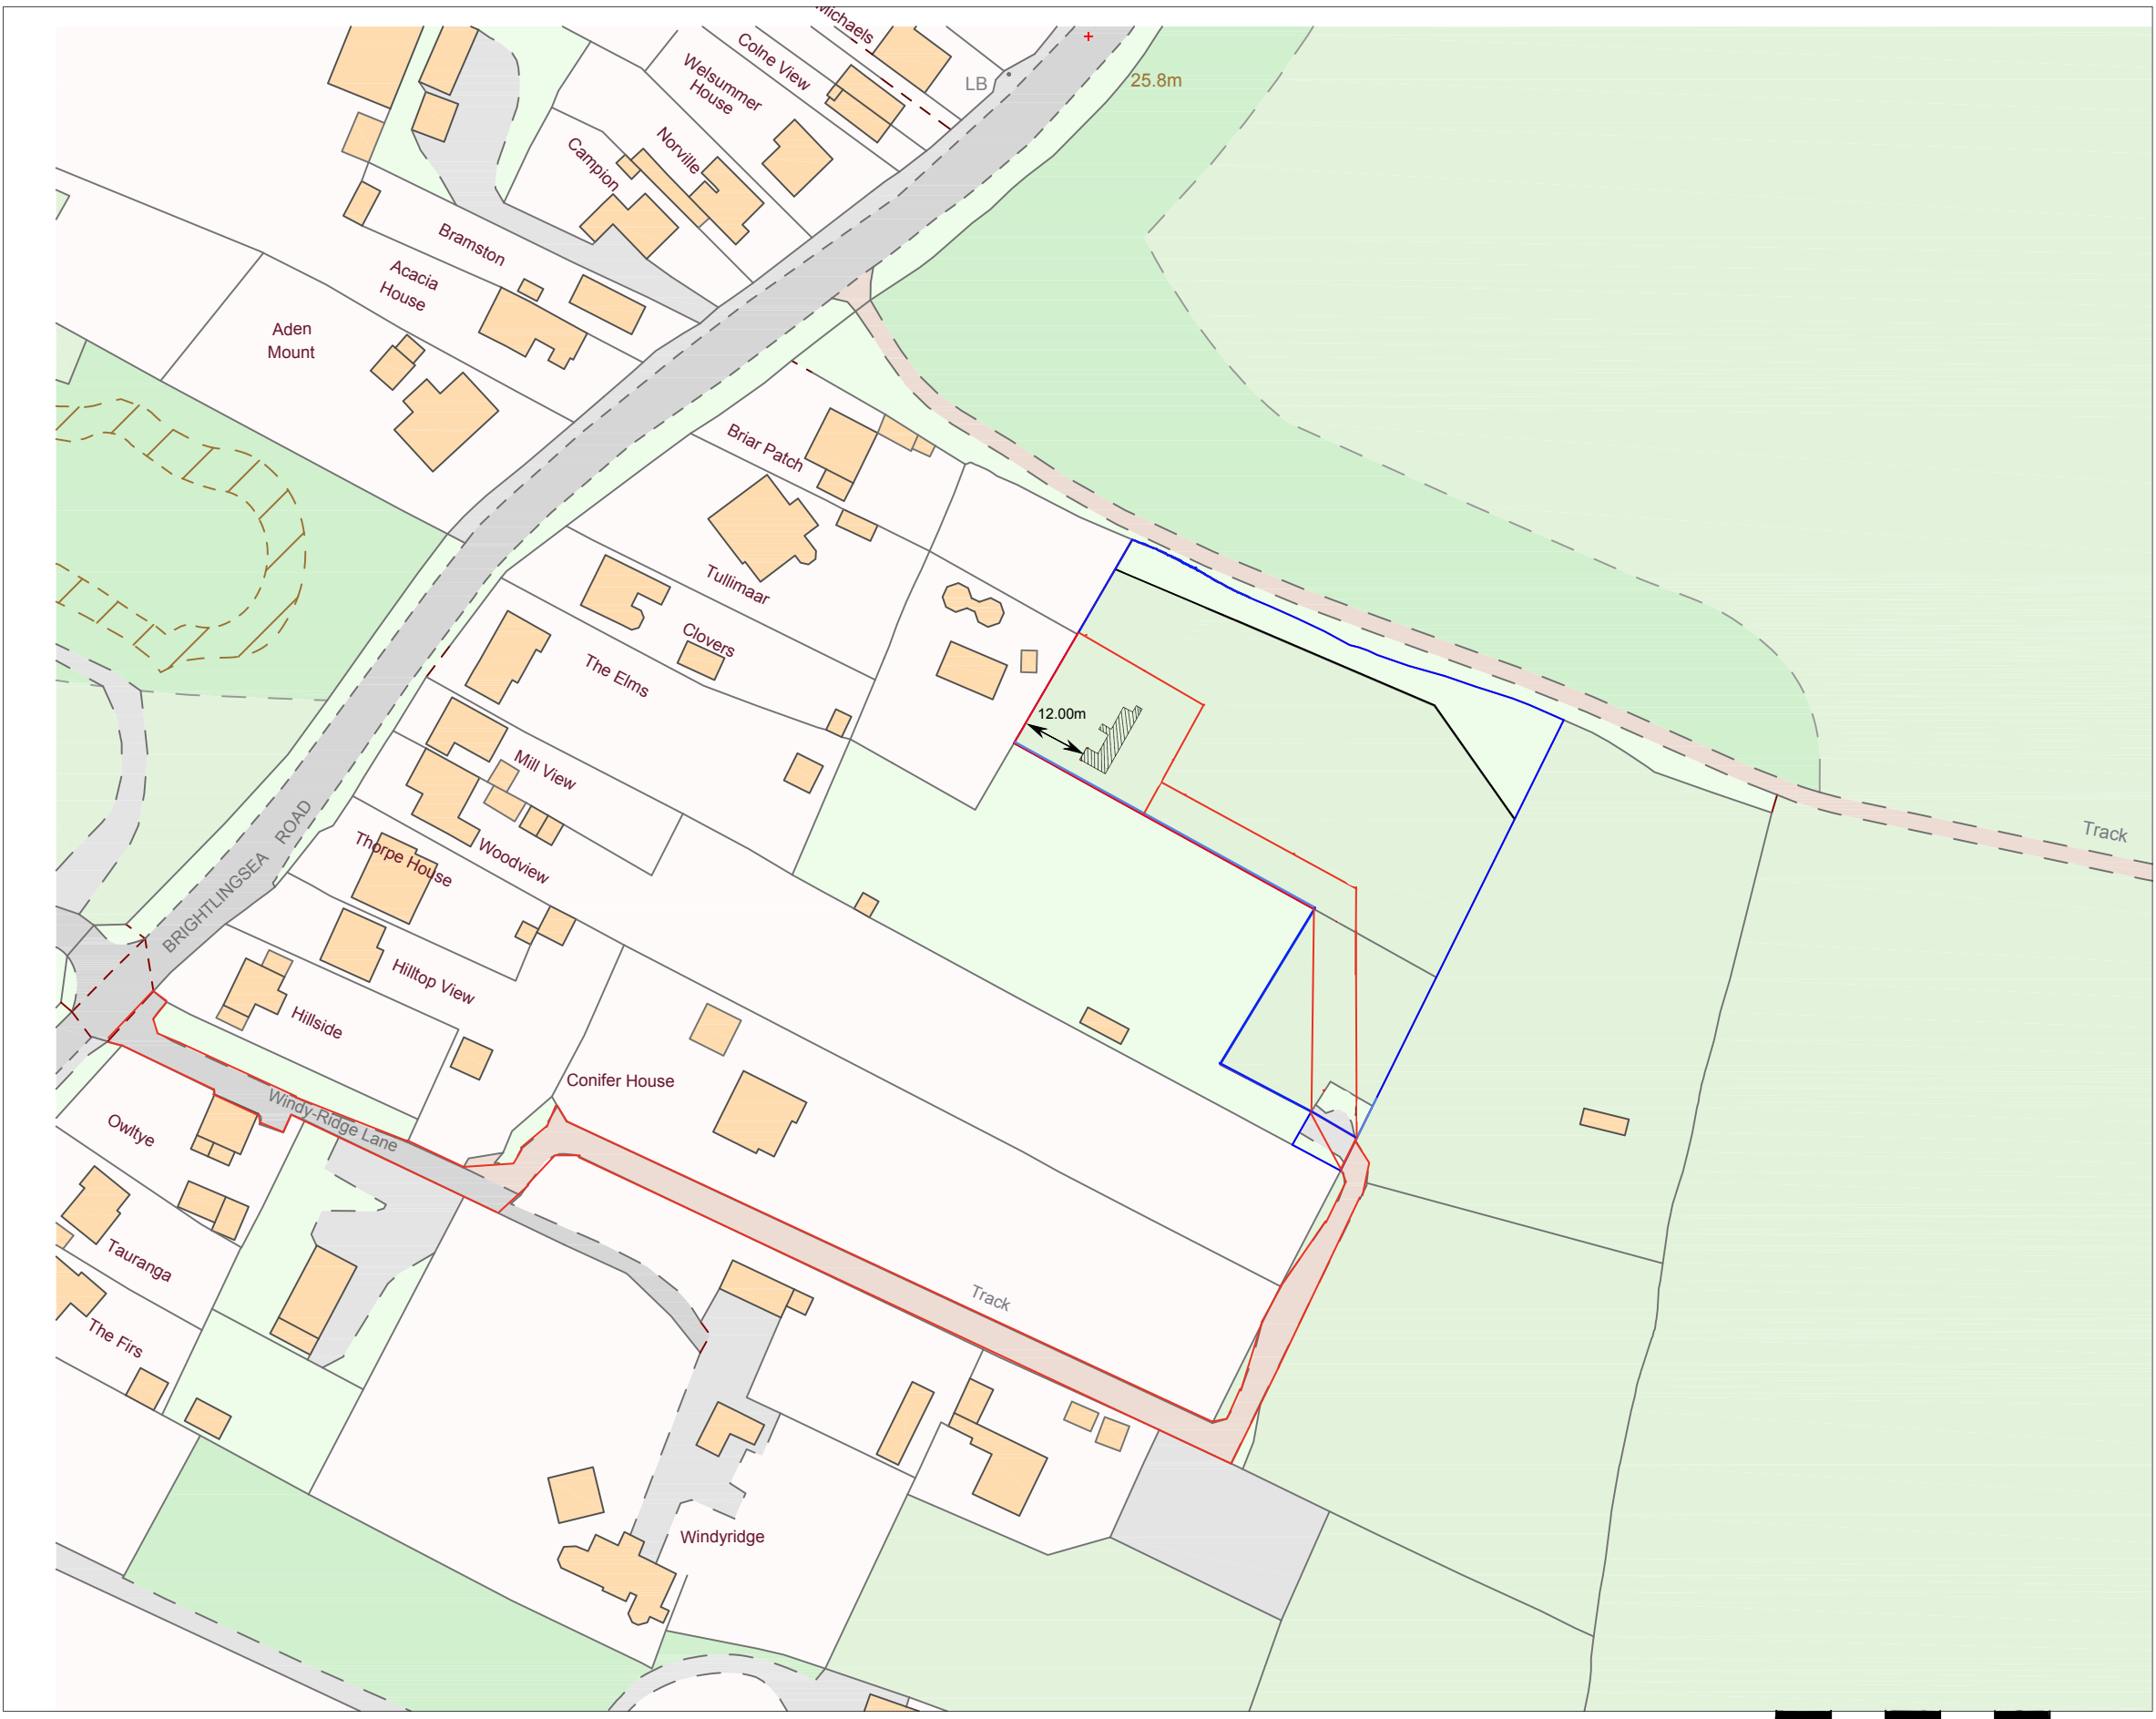 Michaels
Colne View
Welsummer
House
LB
25.8m
Norville
Campion
Bramston
Acacia
House
Aden
Mount
Briar Patch
Tullimaar
Clovers
The Elms
12.00m
Mill View
Woodview
Thorpe House
BRIGHTLINGSEA ROAD
Track
Hilltop View
Hillside
Conifer House
Windy-Ridge Lane
Owltye
Tauranga
The Firs
Track
Windyridge